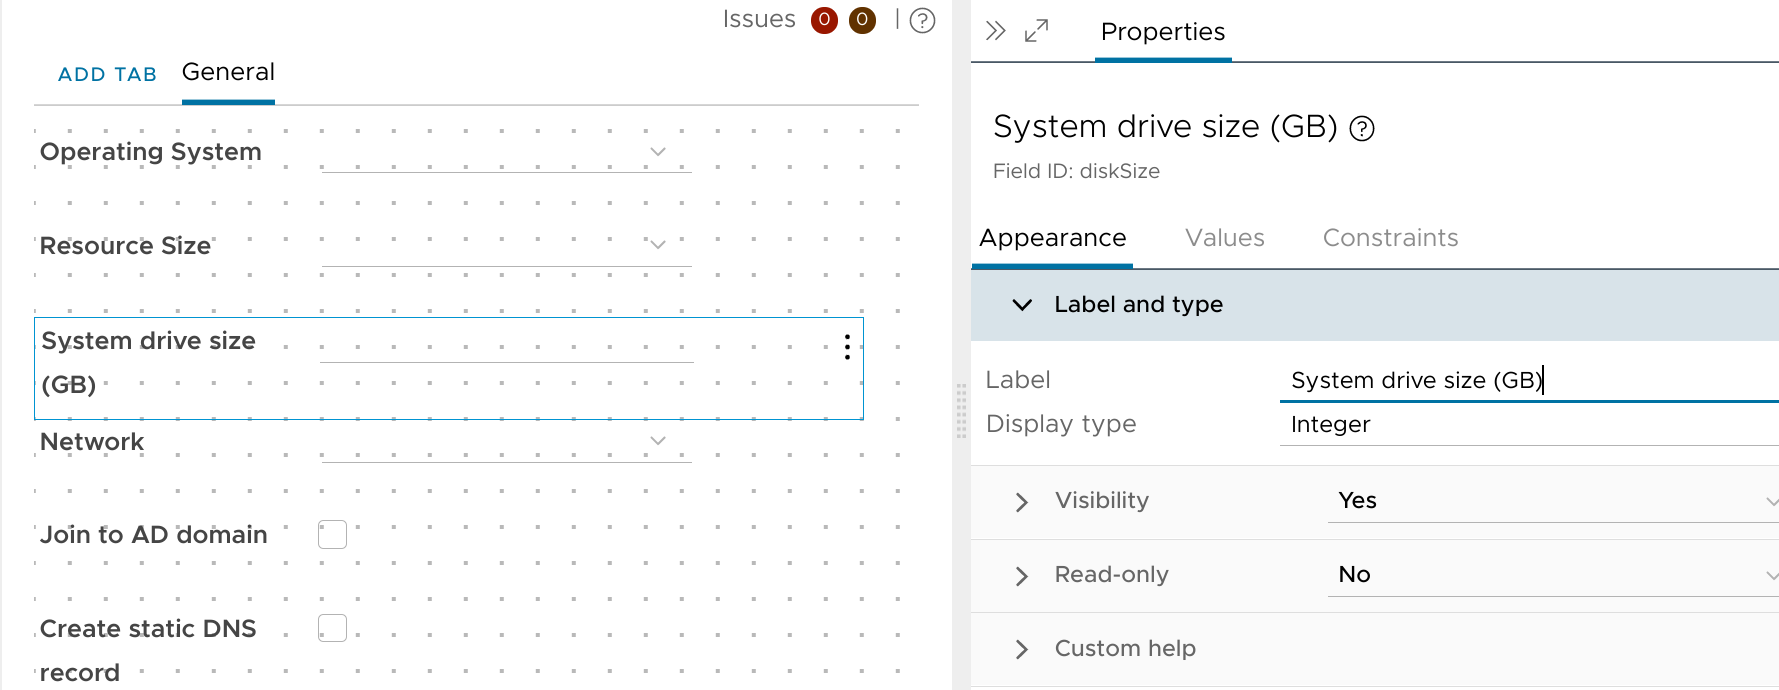 Issues 0 0 | ?
ADD TAB General
Operating System
Resource Size
System drive size
(GB)
Network
Join to AD domain
Create static DNS
record
Properties
System drive size (GB) ?
Field ID: diskSize
Appearance Values Constraints
Label and type
Label System drive size (GB)
Display type Integer
Visibility Yes
Read-only No
Custom help